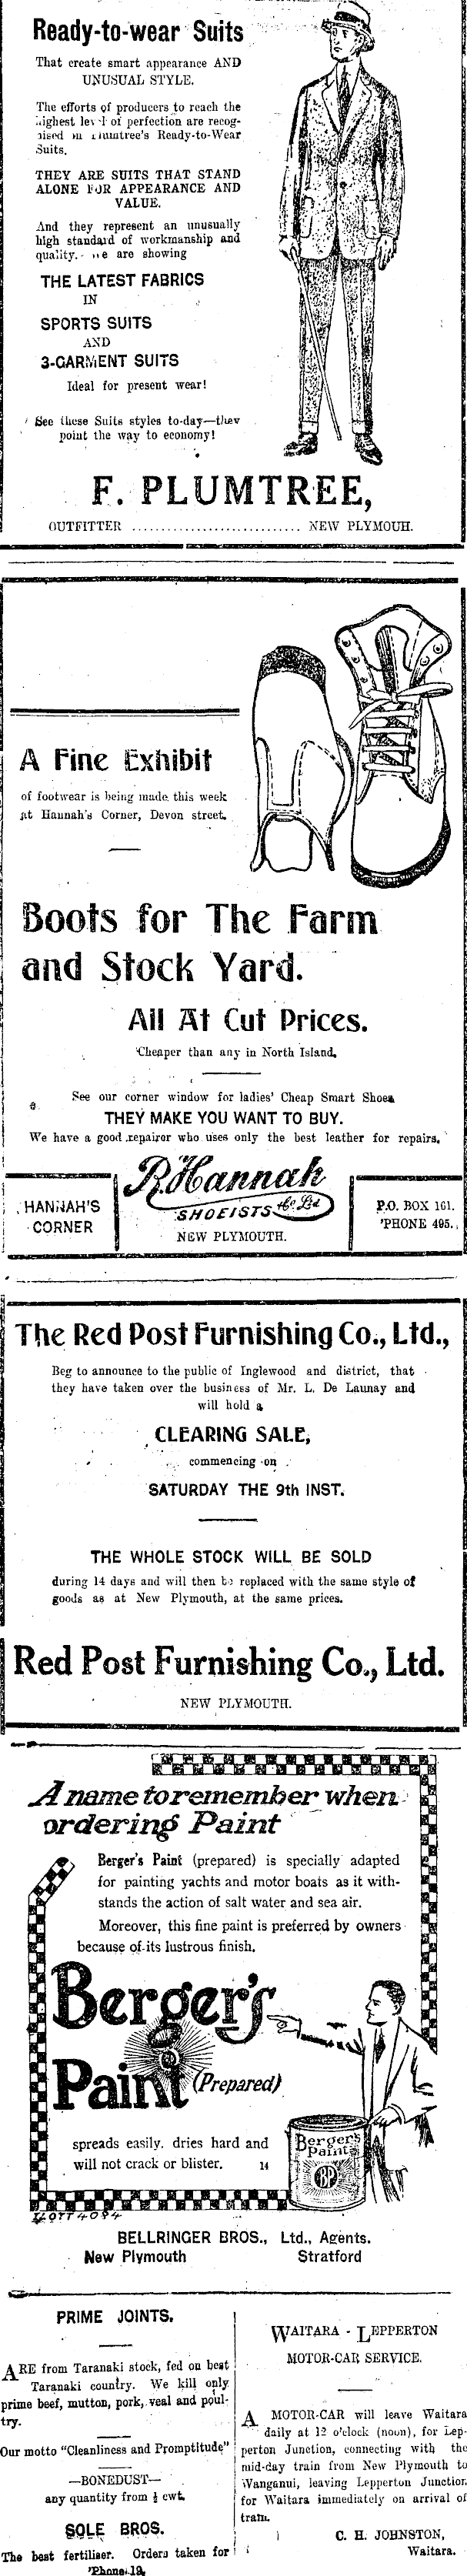 Ready-to-wear Suits
That create smart appearance AND
UNUSUAL STYLE.
The efforts of producers to reach the
highest level of perfection are recog-
nised in Plumtree's Ready-to-Wear
Suits.
THEY ARE SUITS THAT STAND
ALONE FOR APPEARANCE AND
VALUE.
And they represent an unusually
high standard of workmanship and
quality. We are showing
THE LATEST FABRICS
IN
SPORTS SUITS
AND
3-GARMENT SUITS
Ideal for present wear!
See these Suits styles to-day—they
point the way to economy!
F. PLUMTREE,
OUTFITTER ............................ NEW PLYMOUH.
A Fine Exhibit
of footwear is being made this week
at Hannah's Corner, Devon street.
Boots for The Farm
and Stock Yard.
All At Cut Prices.
Cheaper than any in North Island.
See our corner window for ladies' Cheap Smart Shoes
THEY MAKE YOU WANT TO BUY.
We have a good repairer who uses only the best leather for repairs.
HANNAH'S
CORNER
R. Hannah
& Co Ltd
SHOEISTS
NEW PLYMOUTH.
P.O. BOX 161.
'PHONE 495.
The Red Post Furnishing Co., Ltd.,
Beg to announce to the public of Inglewood and district, that
they have taken over the business of Mr. L. De Launay and
will hold a
CLEARING SALE,
commencing on
SATURDAY THE 9th INST.
THE WHOLE STOCK WILL BE SOLD
during 14 days and will then be replaced with the same style of
goods as at New Plymouth, at the same prices.
Red Post Furnishing Co., Ltd.
NEW PLYMOUTH.
A name to remember when
ordering Paint
Berger's Paint (prepared) is specially adapted
for painting yachts and motor boats as it with-
stands the action of salt water and sea air.
Moreover, this fine paint is preferred by owners
because of its lustrous finish.
Berger's
Paint (Prepared)
spreads easily, dries hard and
will not crack or blister. 14
Berger's
Paints
BP
ILOTT 4084
BELLRINGER BROS., Ltd., Agents.
New Plymouth Stratford
PRIME JOINTS.
ARE from Taranaki stock, fed on best
Taranaki country. We kill only
prime beef, mutton, pork, veal and poul-
try.
Our motto "Cleanliness and Promptitude"
—BONEDUST—
any quantity from ½ cwt.
SOLE BROS.
The best fertiliser. Orders taken for
'Phone 19.
WAITARA - LEPPERTON
MOTOR-CAR SERVICE.
A MOTOR-CAR will leave Waitara
daily at 12 o'clock (noon), for Lep-
perton Junction, connecting with the
mid-day train from New Plymouth to
Wanganui, leaving Lepperton Junction
for Waitara immediately on arrival of
train.
C. H. JOHNSTON,
Waitara.